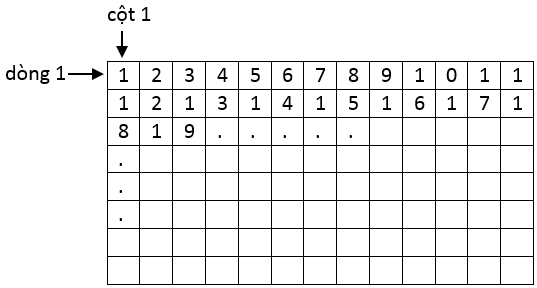 cột 1
dòng 1
1 2 3 4 5 6 7 8 9 1 0 1 1
1 2 1 3 1 4 1 5 1 6 1 7 1
8 1 9 . . . . .
.
.
.